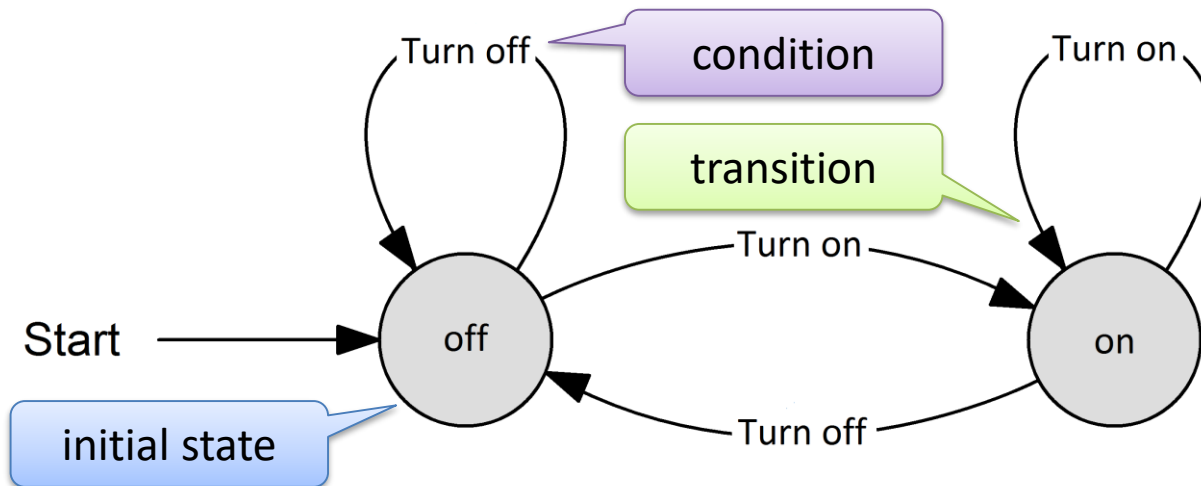 Turn off
condition
Turn on
transition
Turn on
Start
off
on
initial state
Turn off